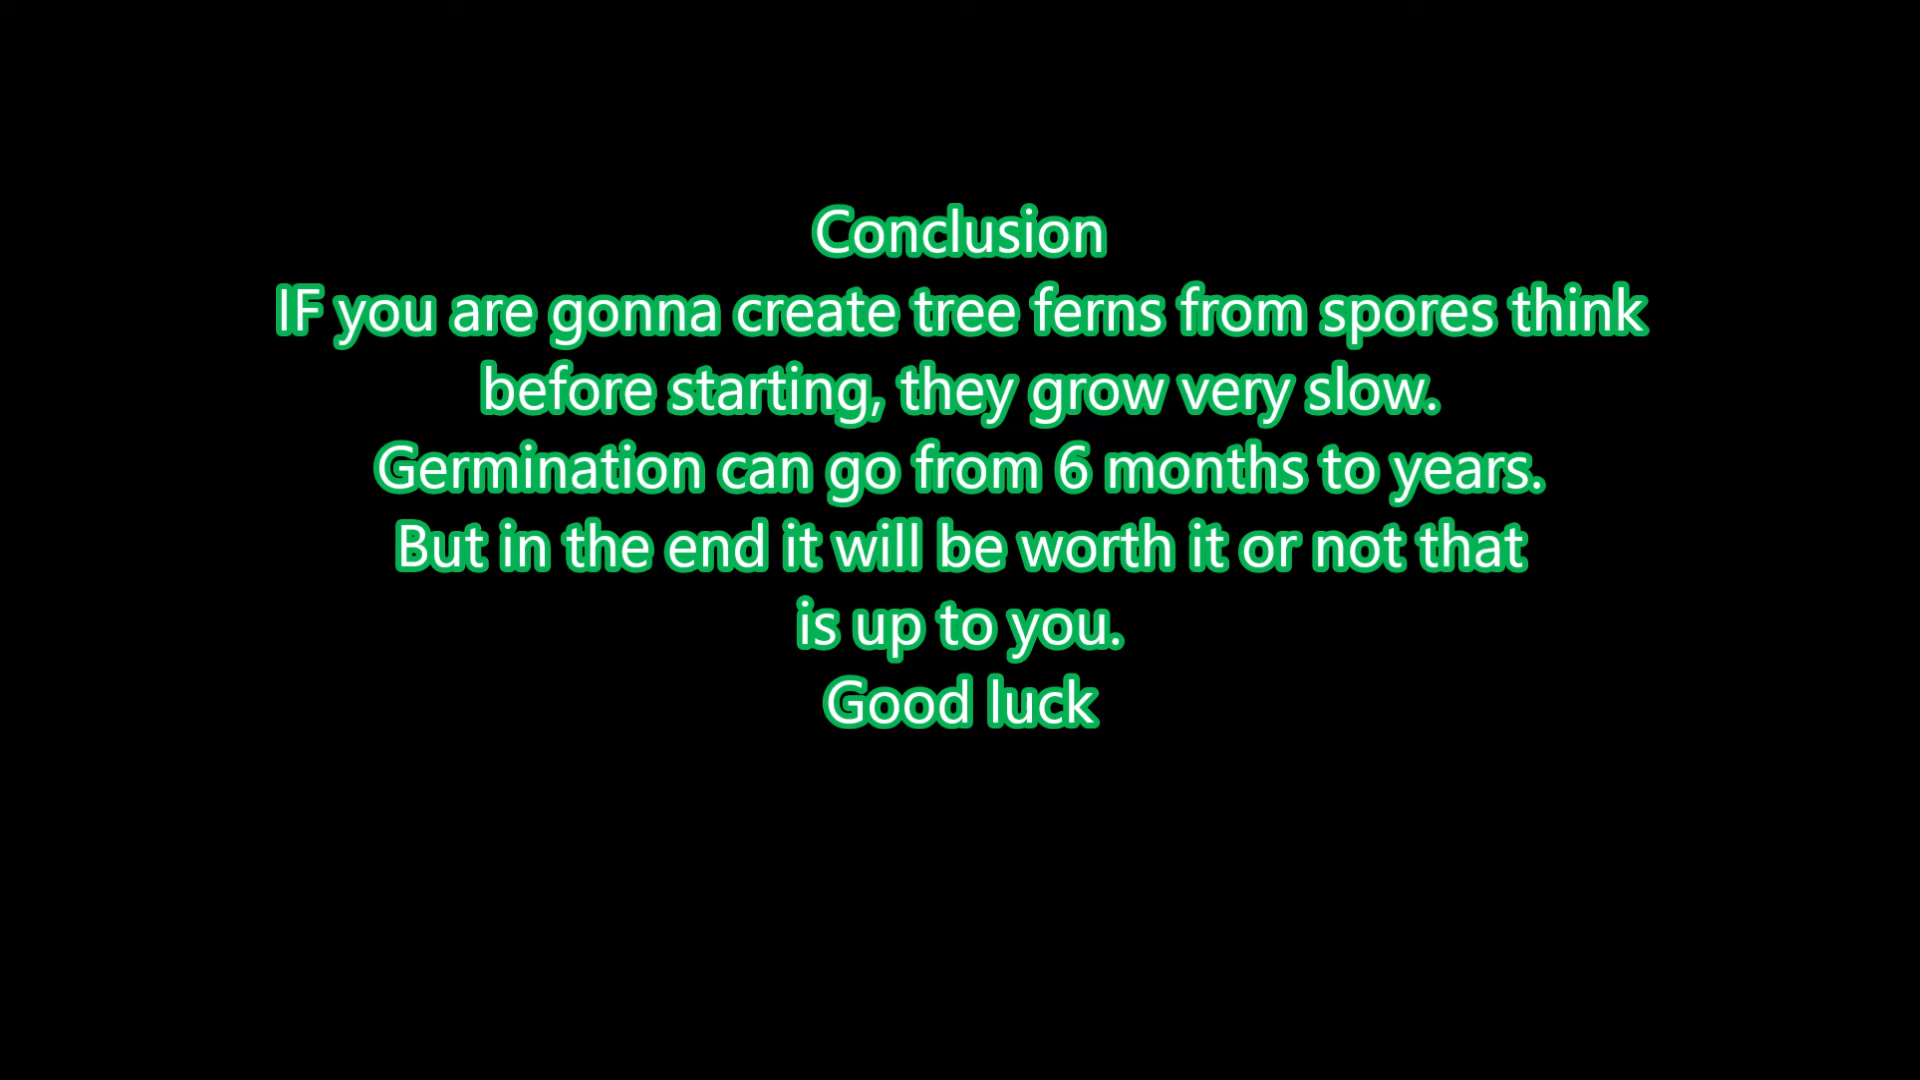 Conclusion
IF you are gonna create tree ferns from spores think
before starting, they grow very slow.
Germination can go from 6 months to years.
But in the end it will be worth it or not that
is up to you.
Good luck